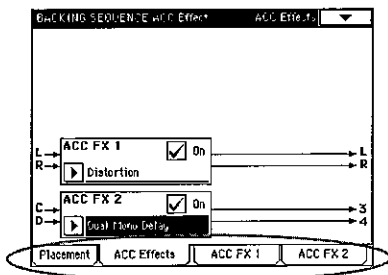 BACKING SEQUENCE ACC Effect ACC Effects
L ACC FX 1 On L
R Distortion R
C ACC FX 2 On 3
D Dual Mono Delay 4
Placement ACC Effects ACC FX 1 ACC FX 2